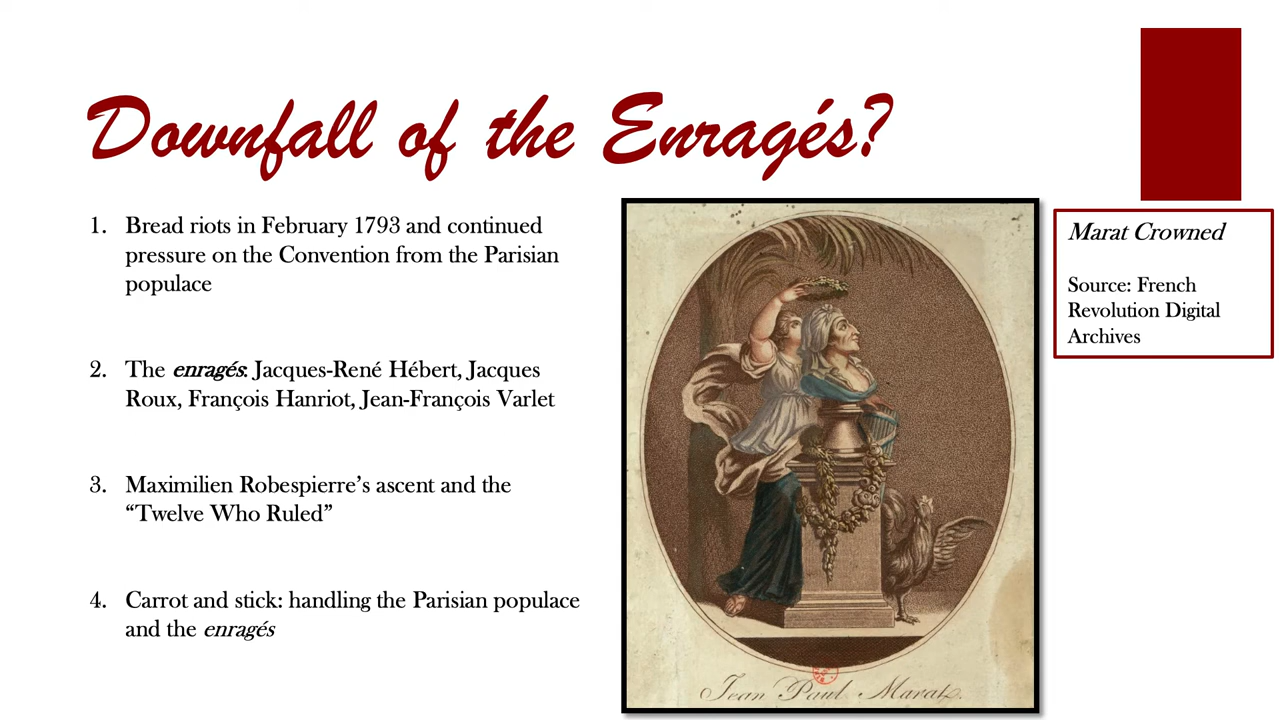 Downfall of the Enragés?
1. Bread riots in February 1793 and continued
pressure on the Convention from the Parisian
populace
2. The enragés: Jacques-René Hébert, Jacques
Roux, François Hanriot, Jean-François Varlet
3. Maximilien Robespierre’s ascent and the
“Twelve Who Ruled”
4. Carrot and stick: handling the Parisian populace
and the enragés
Marat Crowned
Source: French
Revolution Digital
Archives
Jean Paul Marat.